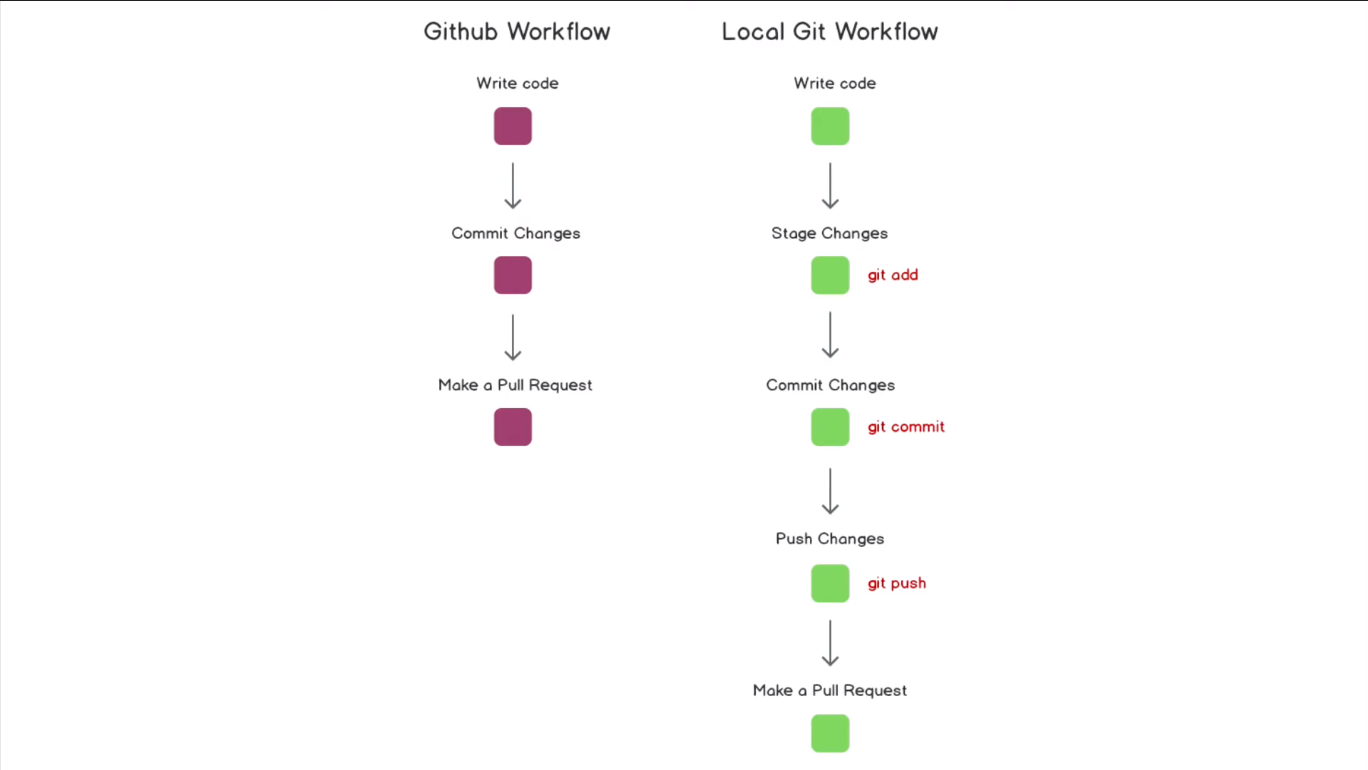 Github Workflow
Write code
Commit Changes
Make a Pull Request
Local Git Workflow
Write code
Stage Changes
git add
Commit Changes
git commit
Push Changes
git push
Make a Pull Request